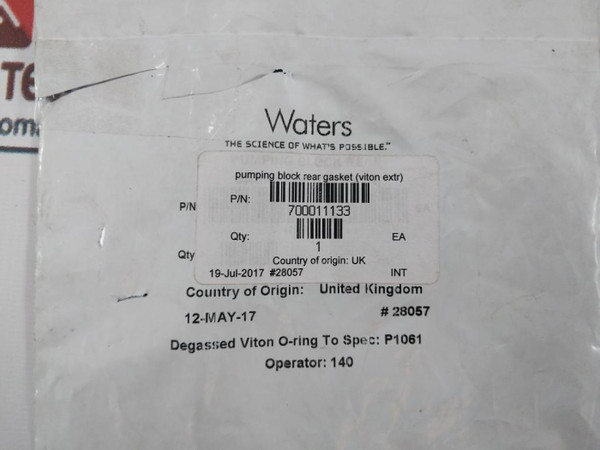 TE
oma
Waters
THE SCIENCE OF WHAT'S POSSIBLE.™
pumping block rear gasket (viton extr)
P/N P/N:
700011133
Qty Qty: EA
1
Country of origin: UK
19-Jul-2017 #28057 INT
Country of Origin: United Kingdom
12-MAY-17 # 28057
Degassed Viton O-ring To Spec: P1061
Operator: 140